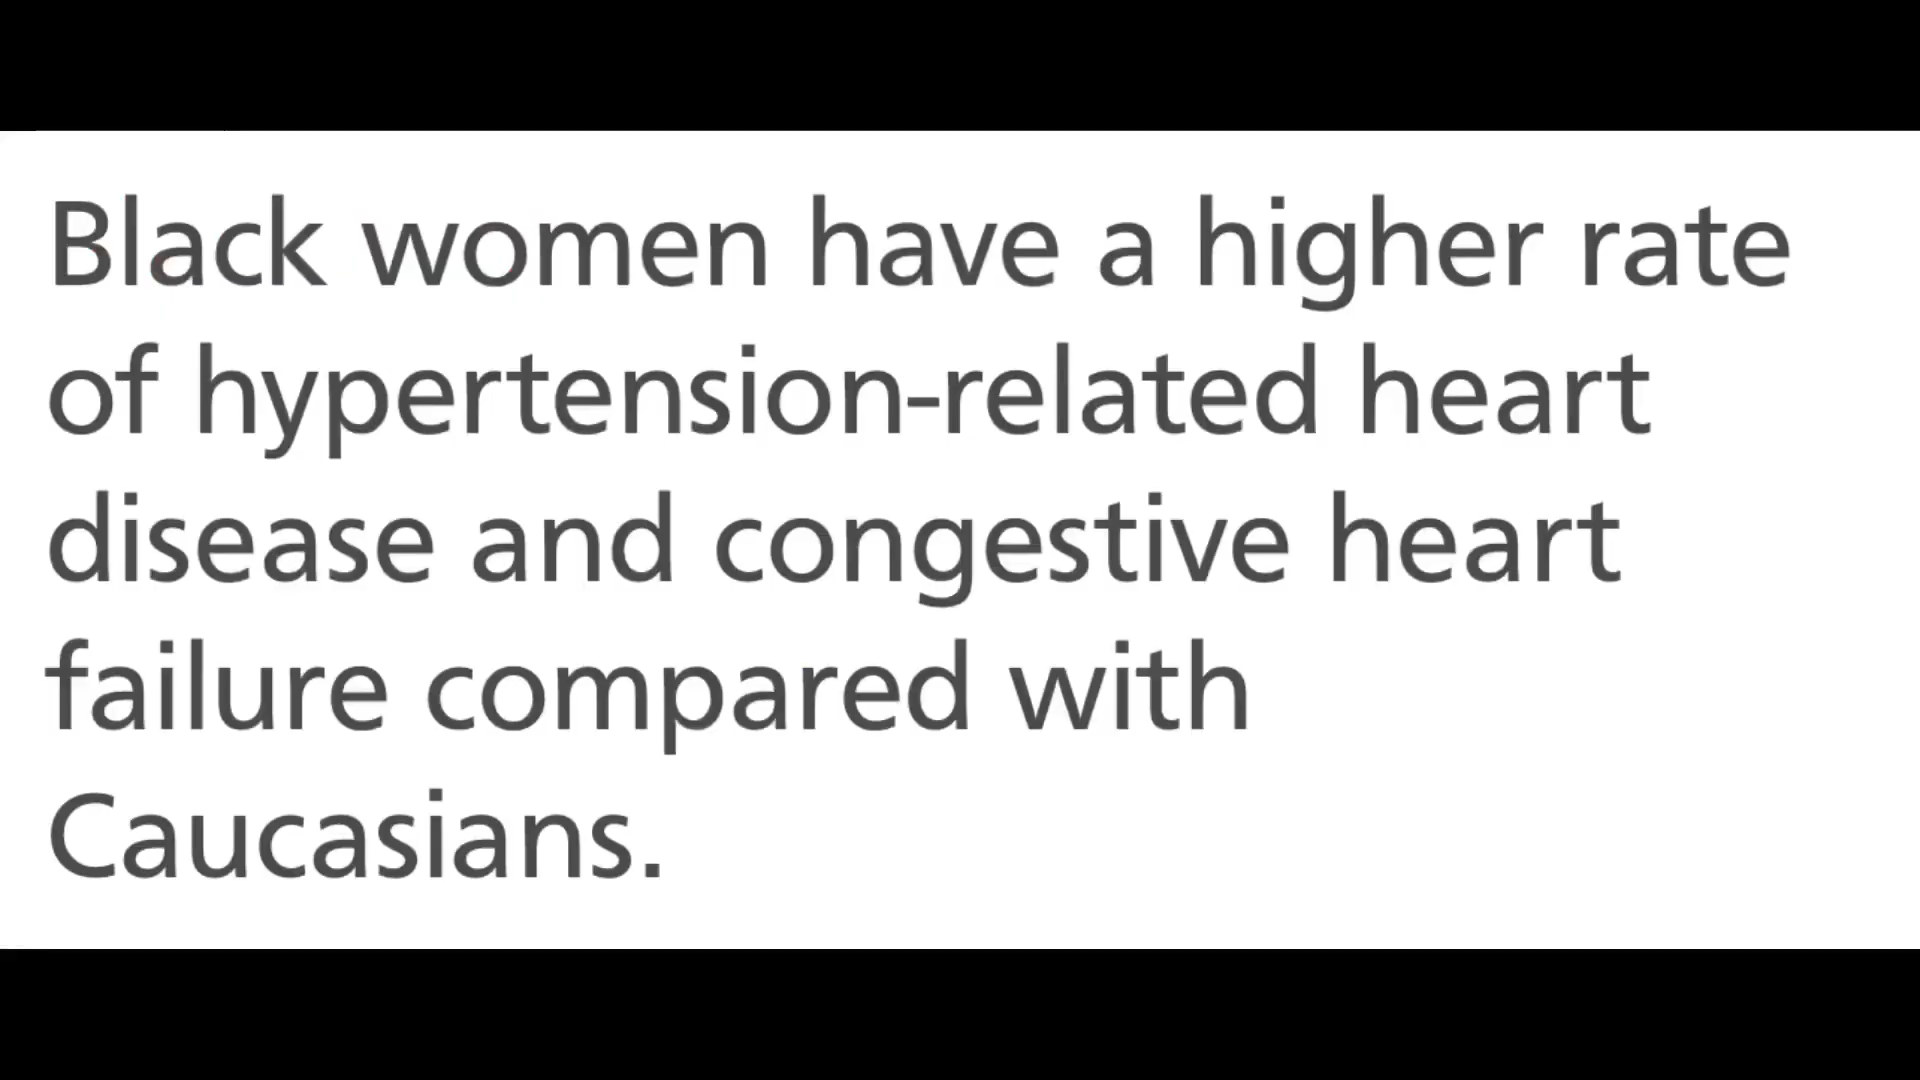 Black women have a higher rate
of hypertension-related heart
disease and congestive heart
failure compared with
Caucasians.